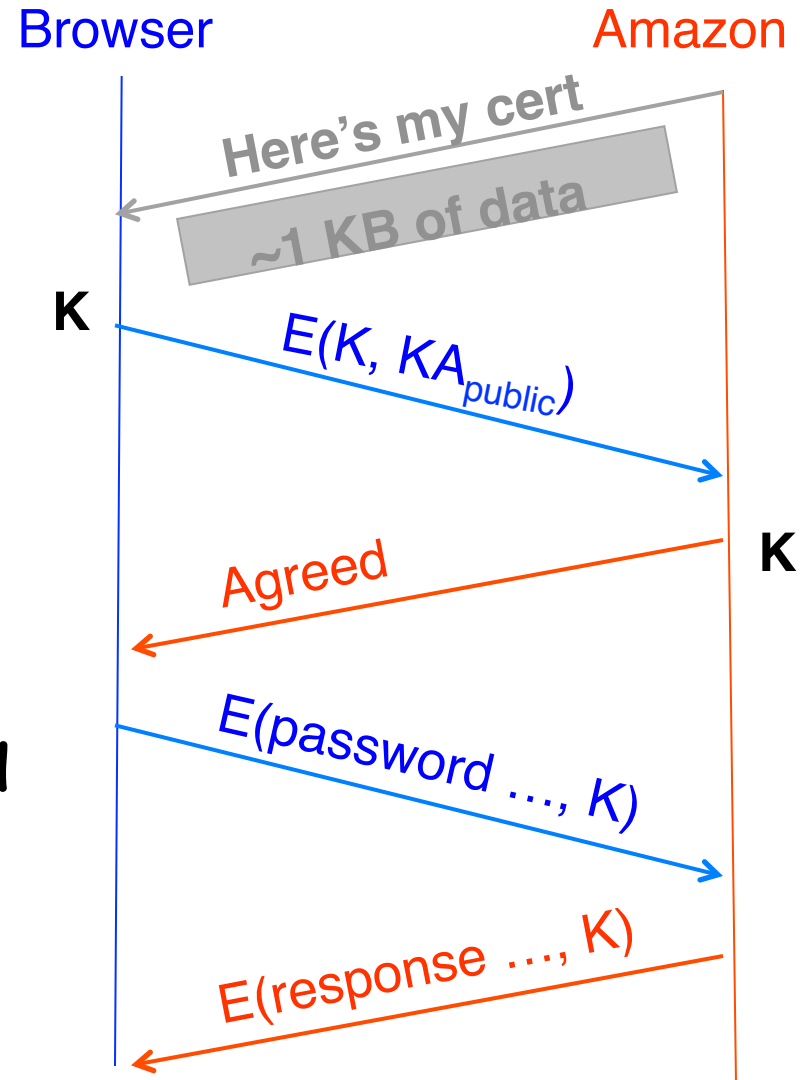 Browser
Amazon
Here’s my cert
~1 KB of data
K
E(K, KApublic)
K
Agreed
E(password …, K)
E(response …, K)